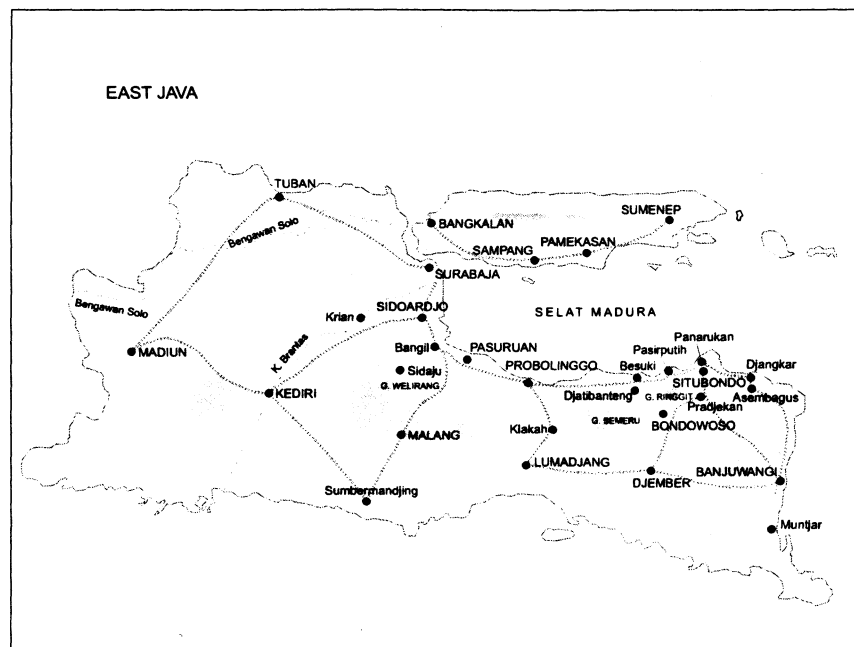 EAST JAVA
TUBAN
Bengawan Solo
BANGKALAN
SUMENEP
SAMPANG
PAMEKASAN
SURABAJA
Bengawan Solo
Krian
SIDOARDJO
SELAT MADURA
K. Brantas
MADIUN
Bangil
PASURUAN
Panarukan
Pasirputih
PROBOLINGGO
Besuki
Djangkar
Sidaju
G. WELIRANG
KEDIRI
SITUBONDO
Djatibanteng
G. RINGGIT
Asembagus
Pradjekan
G. SEMERU
BONDOWOSO
Klakah
MALANG
LUMADJANG
DJEMBER
BANJUWANGI
Sumbermandjing
Muntjar